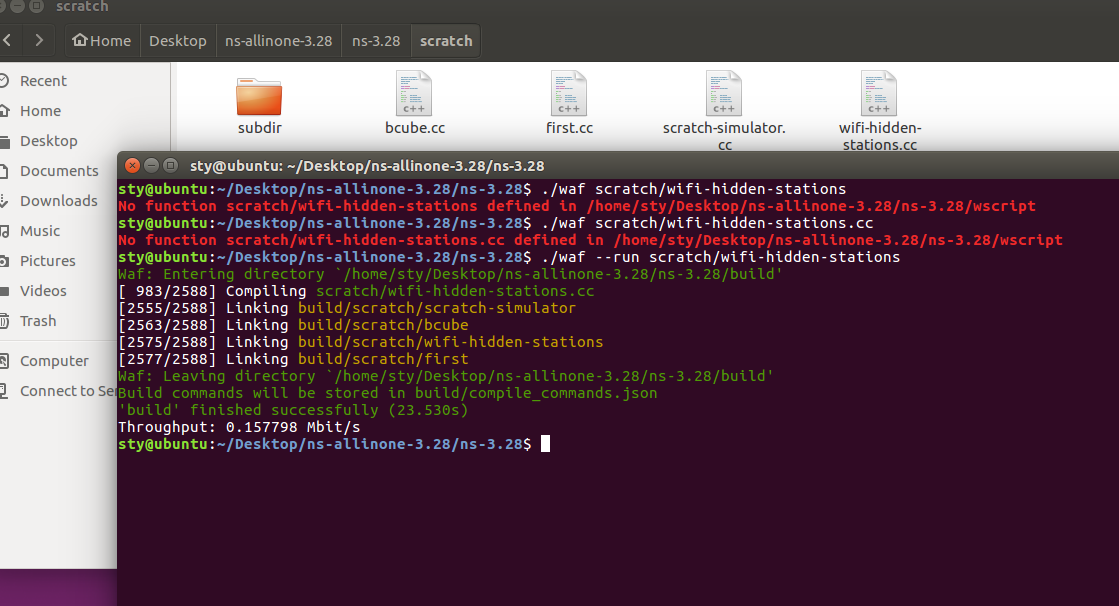 scratch
Home Desktop ns-allinone-3.28 ns-3.28 scratch
Recent
Home
Desktop
Documents
Downloads
Music
Pictures
Videos
Trash
Computer
Connect to Ser
c++ c++ c++ c++
subdir
bcube.cc
first.cc
scratch-simulator.
cc
wifi-hidden-
stations.cc
sty@ubuntu: ~/Desktop/ns-allinone-3.28/ns-3.28
sty@ubuntu:~/Desktop/ns-allinone-3.28/ns-3.28$ ./waf scratch/wifi-hidden-stations
No function scratch/wifi-hidden-stations defined in /home/sty/Desktop/ns-allinone-3.28/ns-3.28/wscript
sty@ubuntu:~/Desktop/ns-allinone-3.28/ns-3.28$ ./waf scratch/wifi-hidden-stations.cc
No function scratch/wifi-hidden-stations.cc defined in /home/sty/Desktop/ns-allinone-3.28/ns-3.28/wscript
sty@ubuntu:~/Desktop/ns-allinone-3.28/ns-3.28$ ./waf --run scratch/wifi-hidden-stations
Waf: Entering directory `/home/sty/Desktop/ns-allinone-3.28/ns-3.28/build'
[ 983/2588] Compiling scratch/wifi-hidden-stations.cc
[2555/2588] Linking build/scratch/scratch-simulator
[2563/2588] Linking build/scratch/bcube
[2575/2588] Linking build/scratch/wifi-hidden-stations
[2577/2588] Linking build/scratch/first
Waf: Leaving directory `/home/sty/Desktop/ns-allinone-3.28/ns-3.28/build'
Build commands will be stored in build/compile_commands.json
'build' finished successfully (23.530s)
Throughput: 0.157798 Mbit/s
sty@ubuntu:~/Desktop/ns-allinone-3.28/ns-3.28$